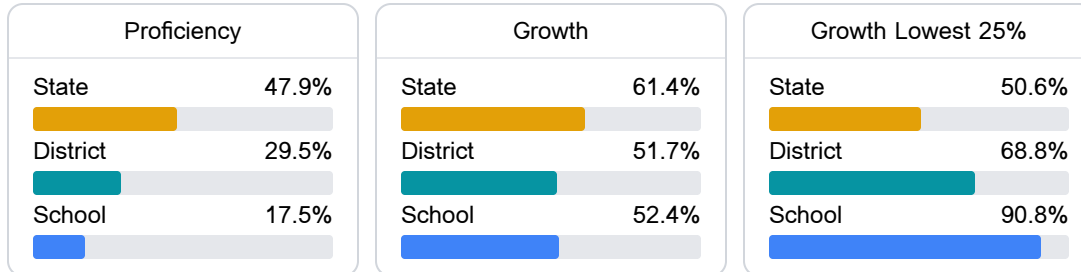 Proficiency
State 47.9%
District 29.5%
School 17.5%
Growth
State 61.4%
District 51.7%
School 52.4%
Growth Lowest 25%
State 50.6%
District 68.8%
School 90.8%